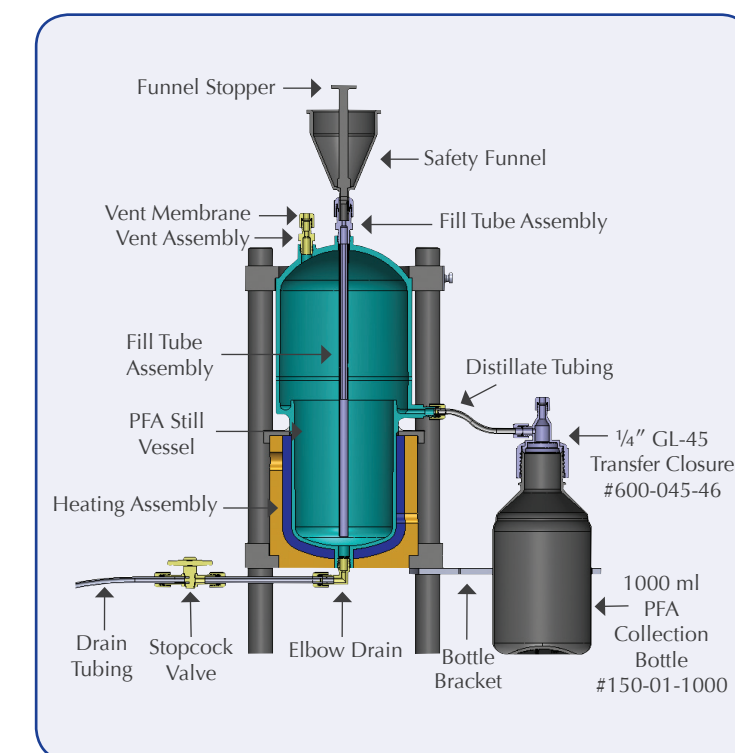 Funnel Stopper
Safety Funnel
Vent Membrane
Vent Assembly
Fill Tube Assembly
Fill Tube
Assembly
Distillate Tubing
PFA Still
Vessel
¼″ GL-45
Transfer Closure
#600-045-46
Heating Assembly
1000 ml
PFA
Collection
Bottle
#150-01-1000
Drain
Tubing
Stopcock
Valve
Elbow Drain
Bottle
Bracket